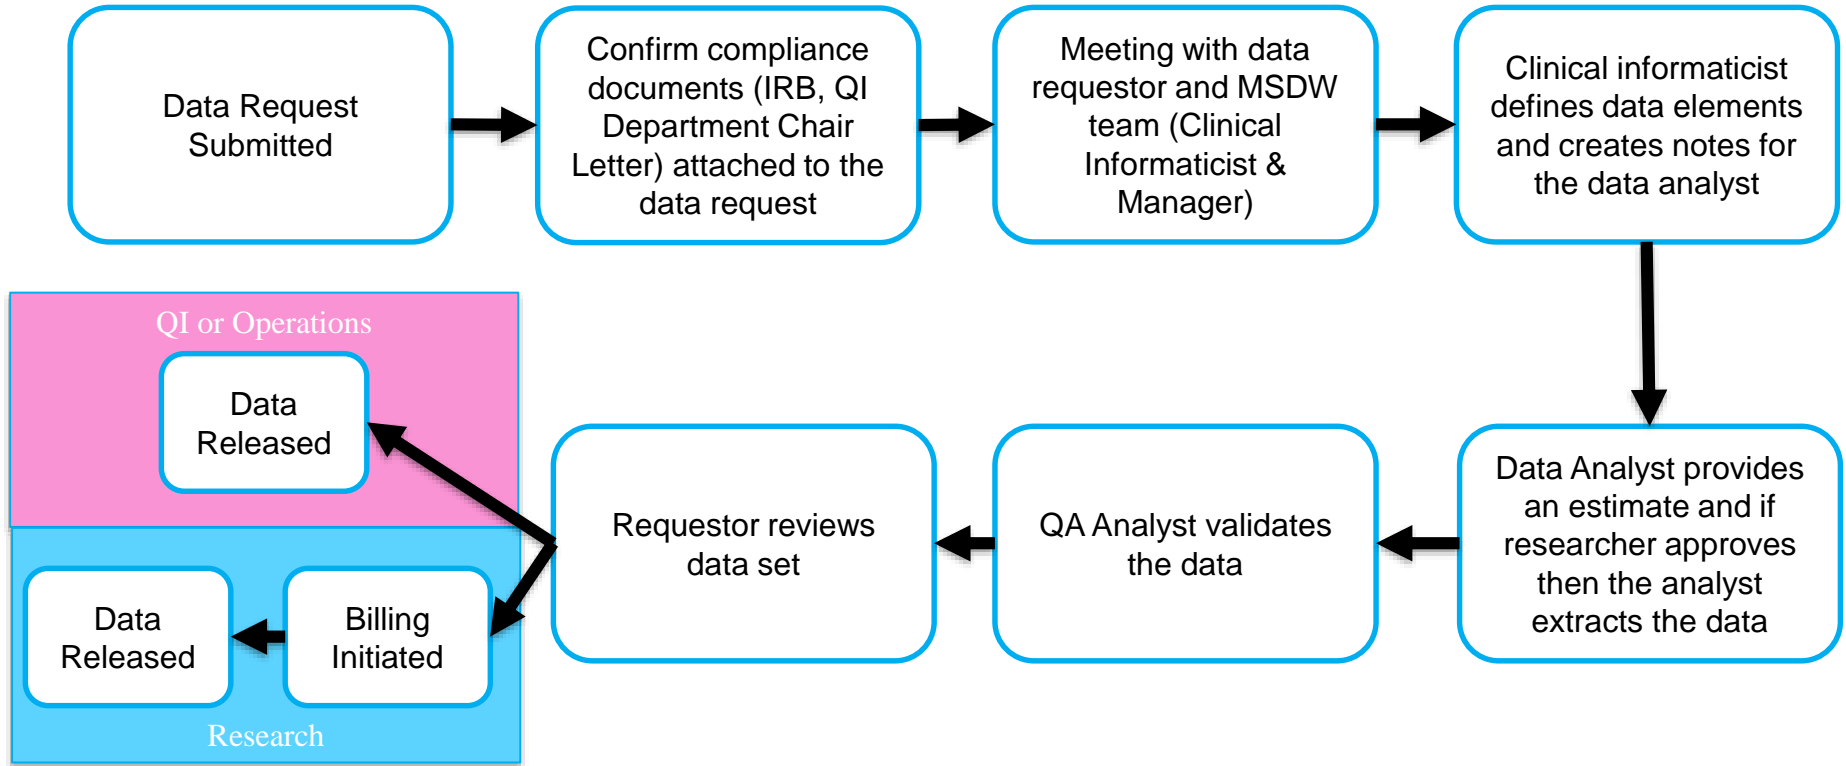 Data Request
Submitted
Confirm compliance
documents (IRB, QI
Department Chair
Letter) attached to the
data request
Meeting with data
requestor and MSDW
team (Clinical
Informaticist &
Manager)
Clinical informaticist
defines data elements
and creates notes for
the data analyst
Data Analyst provides
an estimate and if
researcher approves
then the analyst
extracts the data
QA Analyst validates
the data
Requestor reviews
data set
QI or Operations
Data
Released
Billing
Initiated
Data
Released
Research